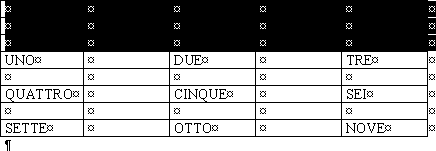 UNO DUE TRE
QUATTRO CINQUE SEI
SETTE OTTO NOVE